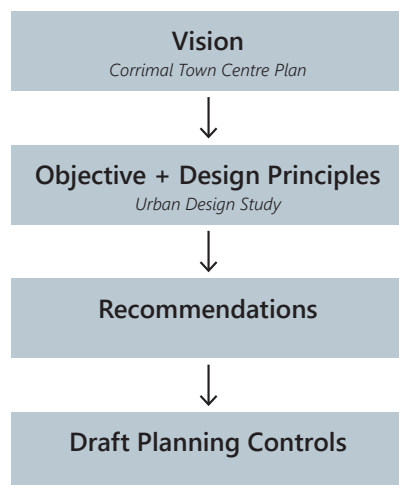 Vision
Corrimal Town Centre Plan
Objective + Design Principles
Urban Design Study
Recommendations
Draft Planning Controls